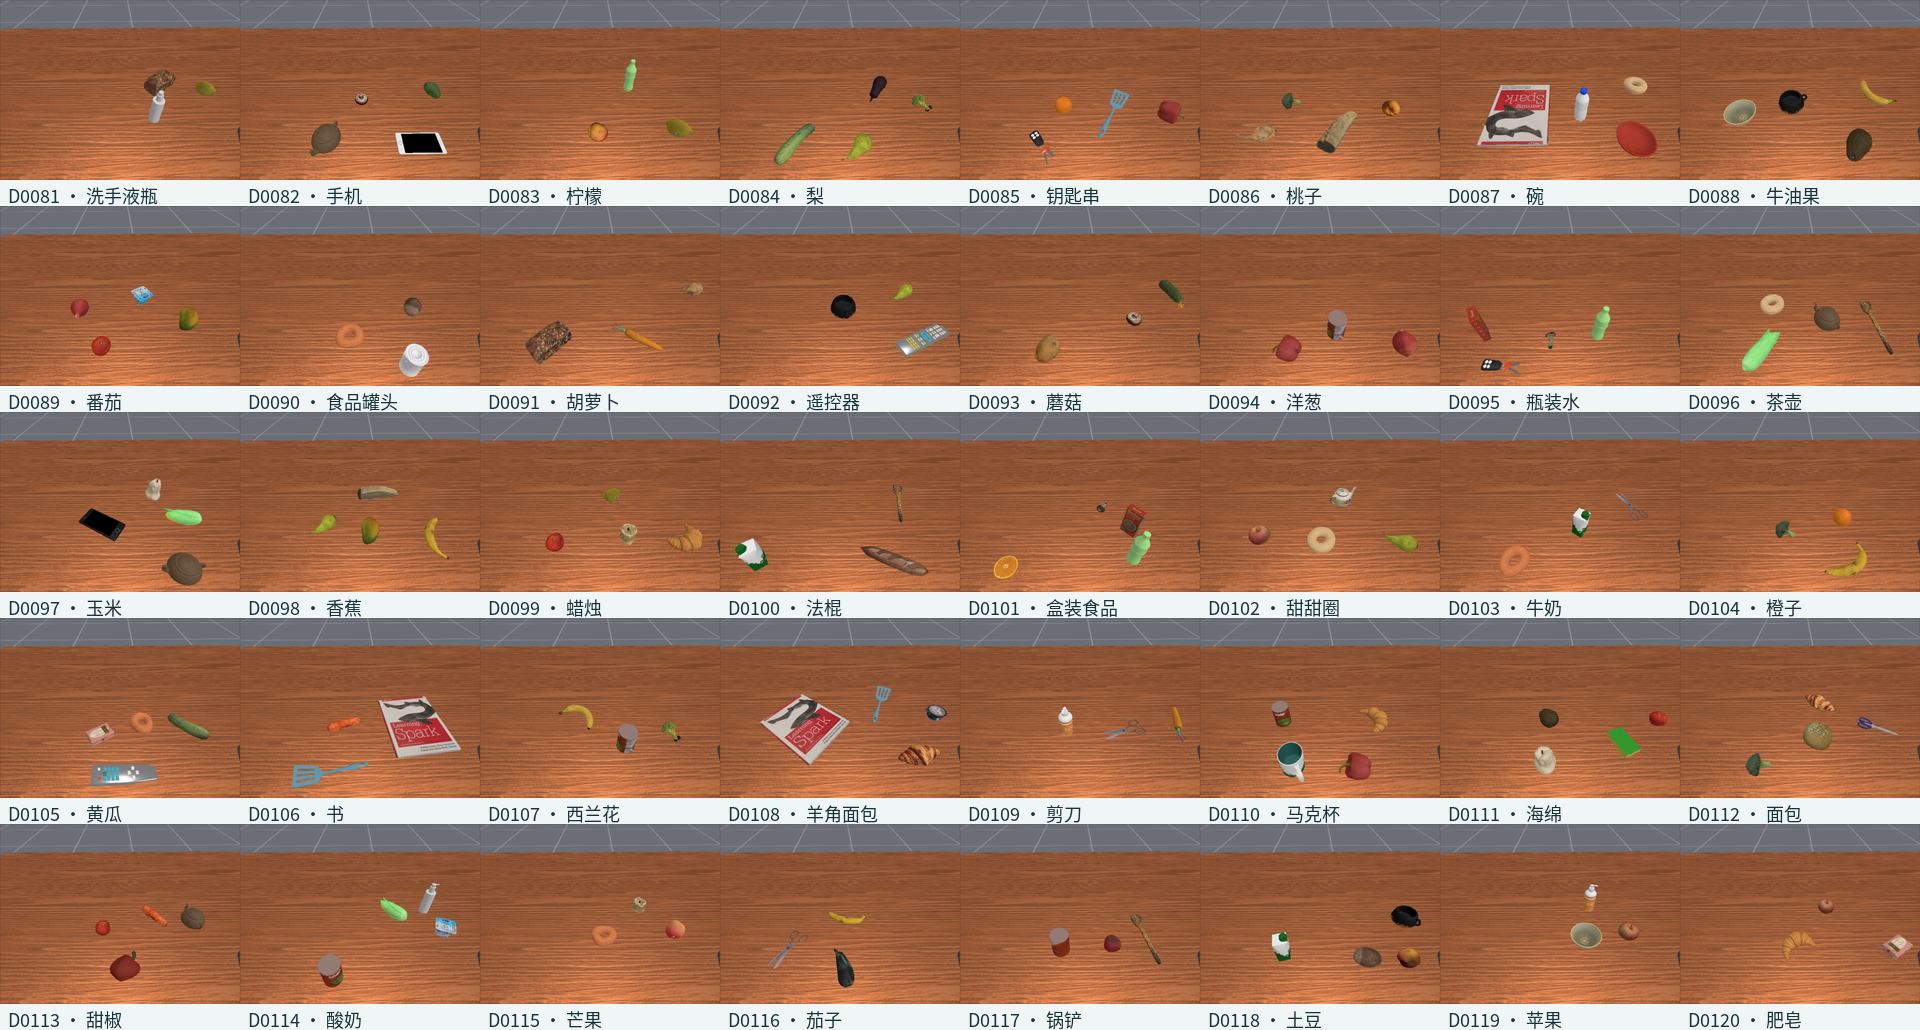 D0081 · 洗手液瓶
D0082 · 手机
D0083 · 柠檬
D0084 · 梨
D0085 · 钥匙串
D0086 · 桃子
Learning
Spark
D0087 · 碗
D0088 · 牛油果
D0089 · 番茄
D0090 · 食品罐头
D0091 · 胡萝卜
D0092 · 遥控器
D0093 · 蘑菇
D0094 · 洋葱
D0095 · 瓶装水
D0096 · 茶壶
D0097 · 玉米
D0098 · 香蕉
D0099 · 蜡烛
D0100 · 法棍
D0101 · 盒装食品
D0102 · 甜甜圈
D0103 · 牛奶
D0104 · 橙子
D0105 · 黄瓜
Learning
Spark
D0106 · 书
D0107 · 西兰花
Learning
Spark
D0108 · 羊角面包
D0109 · 剪刀
D0110 · 马克杯
D0111 · 海绵
D0112 · 面包
D0113 · 甜椒
D0114 · 酸奶
D0115 · 芒果
D0116 · 茄子
D0117 · 锅铲
D0118 · 土豆
D0119 · 苹果
D0120 · 肥皂